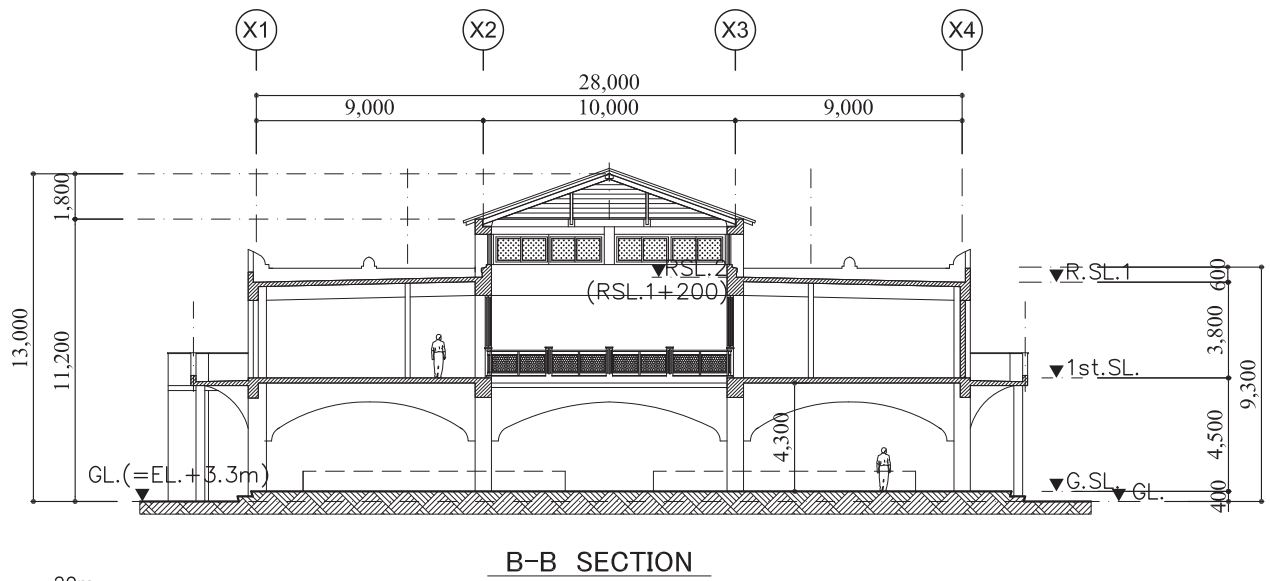 X1 X2 X3 X4
28,000
9,000 10,000 9,000
1,800
13,000
11,200
RSL.2
(RSL.1+200)
R.SL.1
600
3,800
1st.SL.
9,300
4,500
4,300
GL.(=EL.+3.3m)
G.SL.
GL.
400
B-B SECTION